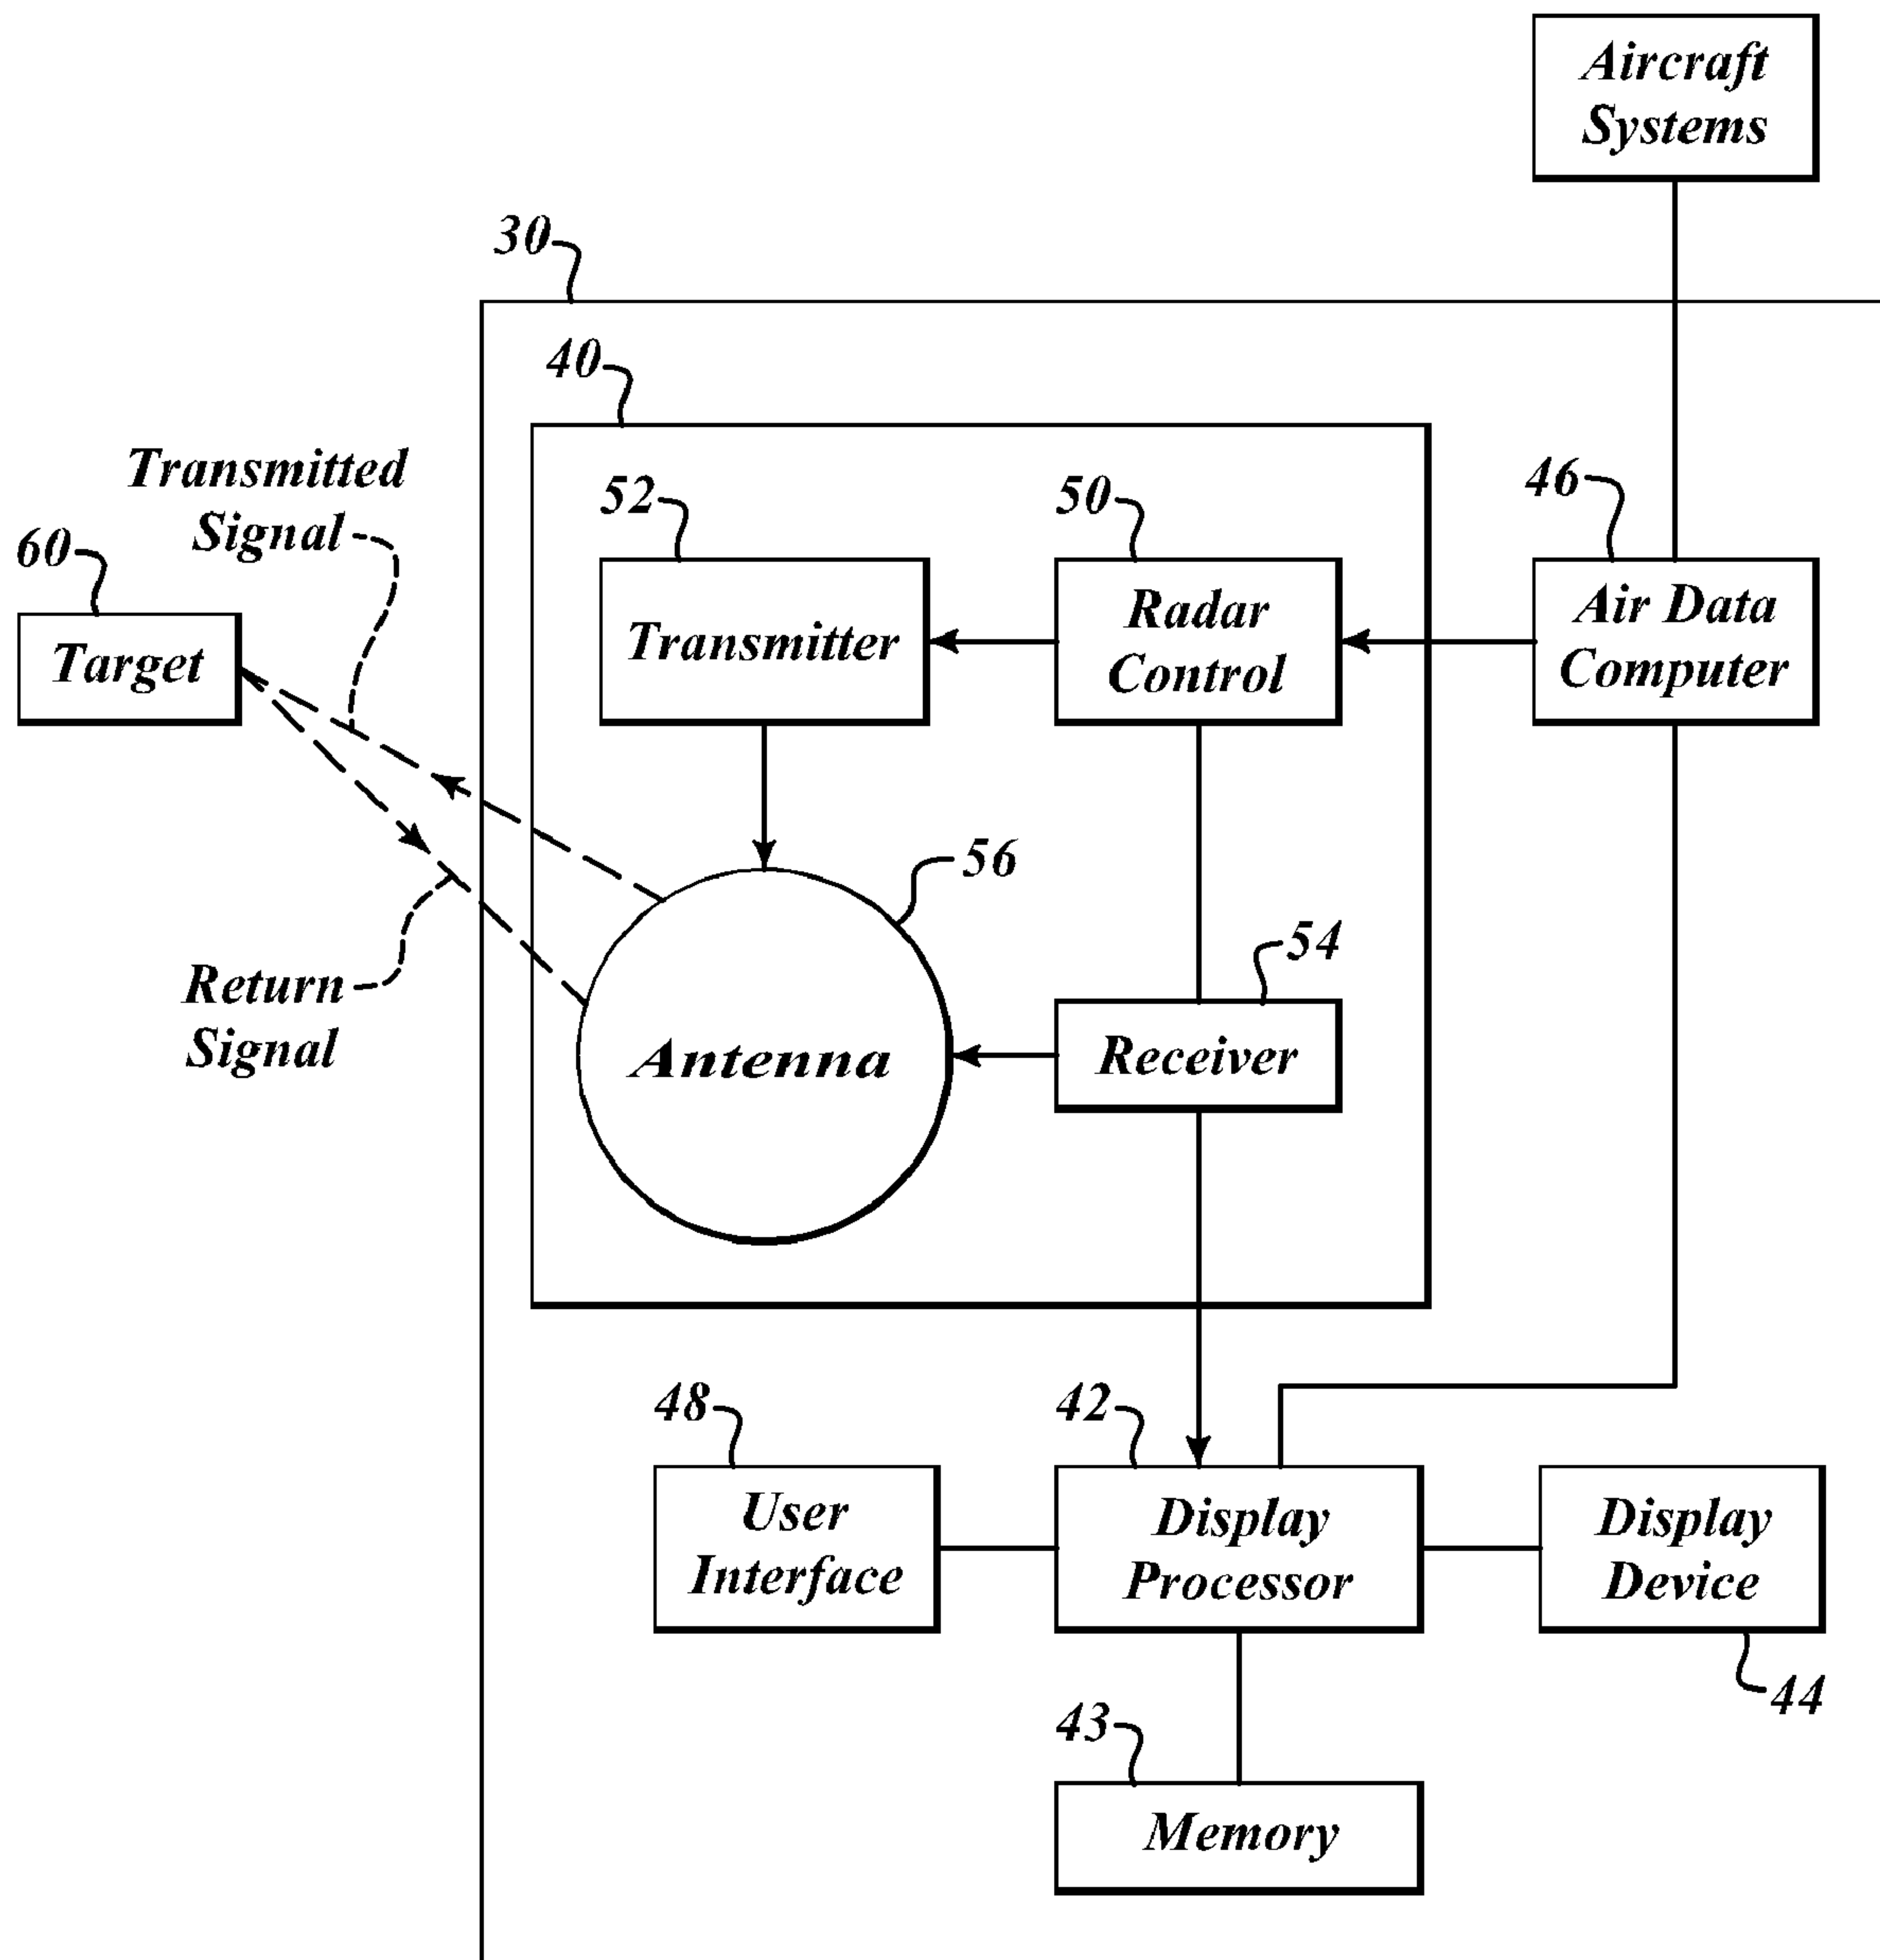 Aircraft
Systems
30
40
Transmitted
Signal
52
50
46
60
Target
Transmitter
Radar
Control
Air Data
Computer
56
54
Return
Signal
Antenna
Receiver
48
42
User
Interface
Display
Processor
Display
Device
44
43
Memory